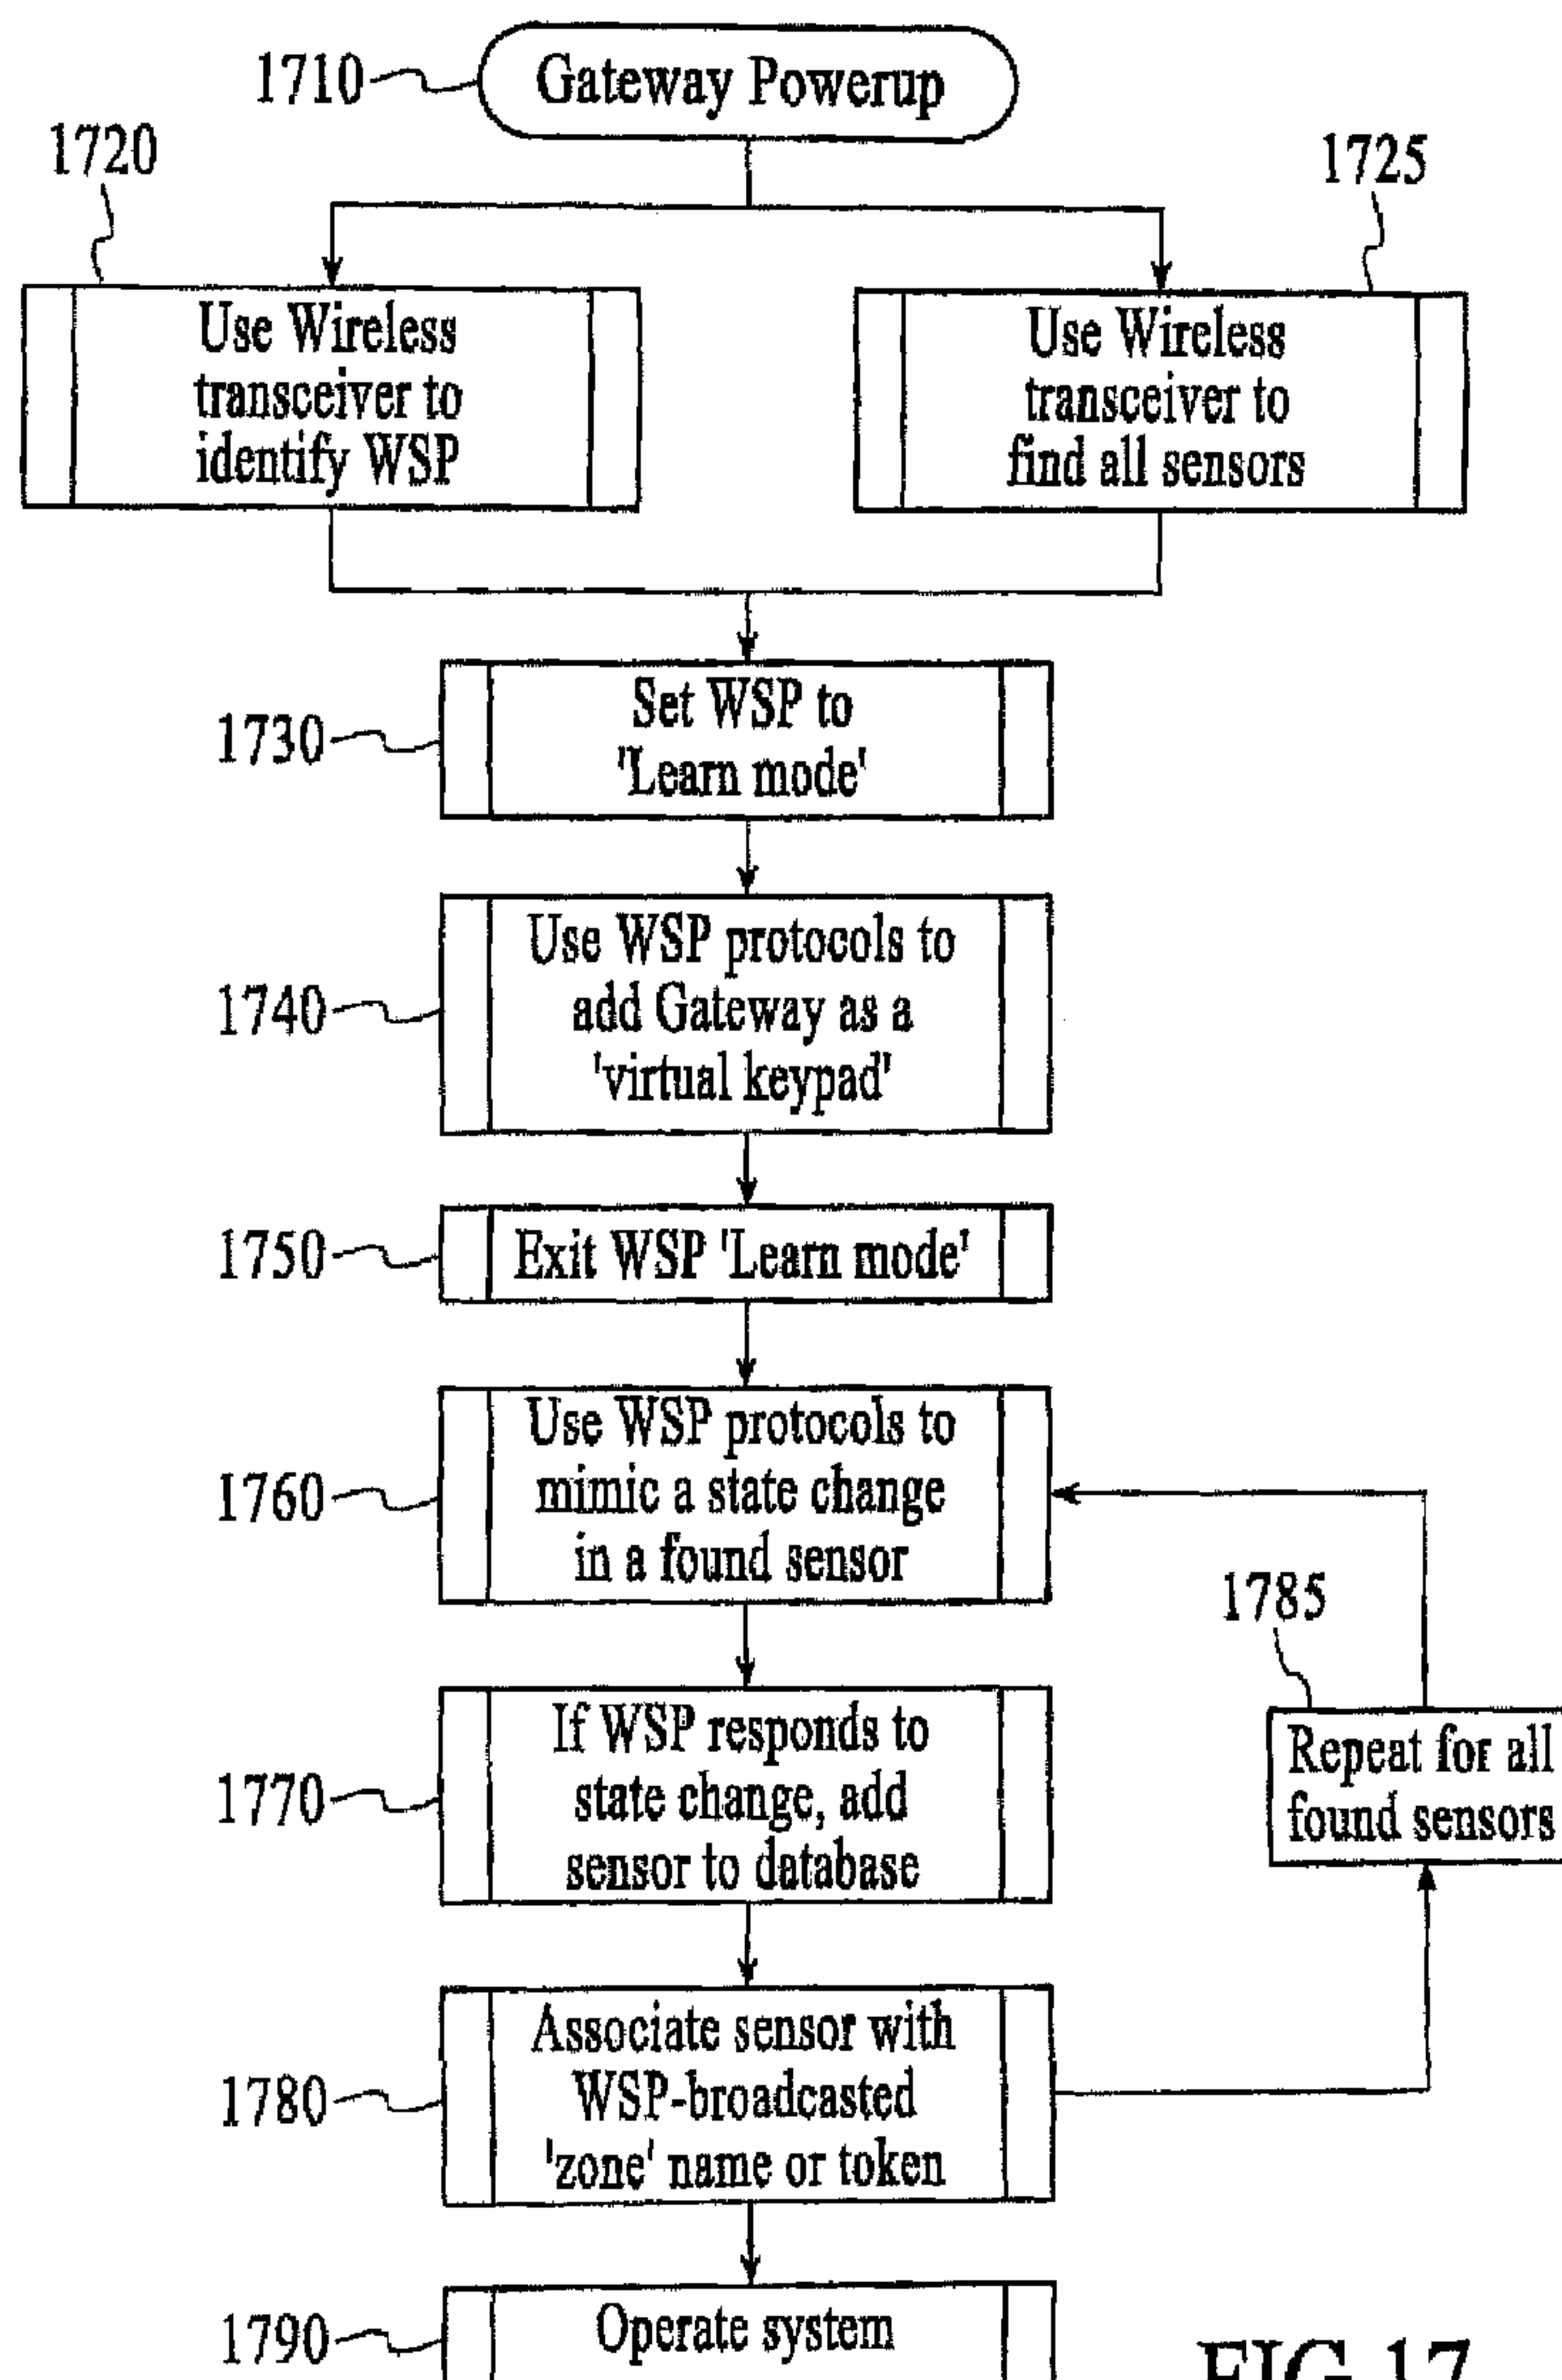 1710
Gateway Powerup
1720
1725
Use Wireless
transceiver to
identify WSP
Use Wireless
transceiver to
find all sensors
1730
Set WSP to
'Learn mode'
1740
Use WSP protocols to
add Gateway as a
'virtual keypad'
1750
Exit WSP 'Learn mode'
1760
Use WSP protocols to
mimic a state change
in a found sensor
1785
Repeat for all
found sensors
1770
If WSP responds to
state change, add
sensor to database
1780
Associate sensor with
WSP-broadcasted
'zone' name or token
1790
Operate system
FIG.17